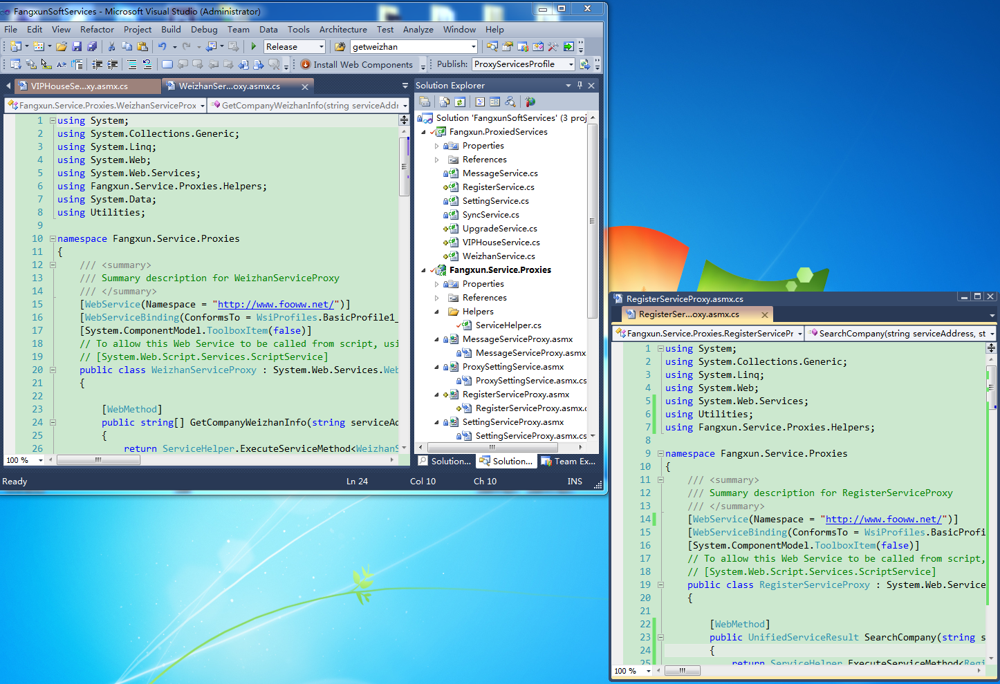 FangxunSoftServices - Microsoft Visual Studio (Administrator)
File Edit View Refactor Project Build Debug Team Data Tools Architecture Test Analyze Window Help
Release getweizhan
Install Web Components Publish: ProxyServicesProfile
VIPHouseSe...xy.asmx.cs WeizhanSer...oxy.asmx.cs
Fangxun.Service.Proxies.WeizhanServiceProx GetCompanyWeizhanInfo(string serviceAddr
1 using System;
2 using System.Collections.Generic;
3 using System.Linq;
4 using System.Web;
5 using System.Web.Services;
6 using Fangxun.Service.Proxies.Helpers;
7 using System.Data;
8 using Utilities;
9
10 namespace Fangxun.Service.Proxies
11 {
12 /// <summary>
13 /// Summary description for WeizhanServiceProxy
14 /// </summary>
15 [WebService(Namespace = "http://www.fooww.net/")]
16 [WebServiceBinding(ConformsTo = WsiProfiles.BasicProfile1_
17 [System.ComponentModel.ToolboxItem(false)]
18 // To allow this Web Service to be called from script, usi
19 // [System.Web.Script.Services.ScriptService]
20 public class WeizhanServiceProxy : System.Web.Services.Web
21 {
22
23 [WebMethod]
24 public string[] GetCompanyWeizhanInfo(string serviceAd
25 {
26 return ServiceHelper.ExecuteServiceMethod<WeizhanS
100 %
Ready Ln 24 Col 10 Ch 10 INS
Solution Explorer
Solution 'FangxunSoftServices' (3 proj
Fangxun.ProxiedServices
Properties
References
MessageService.cs
RegisterService.cs
SettingService.cs
SyncService.cs
UpgradeService.cs
VIPHouseService.cs
WeizhanService.cs
Fangxun.Service.Proxies
Properties
References
Helpers
ServiceHelper.cs
MessageServiceProxy.asmx
MessageServiceProxy.asmx
ProxySettingService.asmx
ProxySettingService.asmx.cs
RegisterServiceProxy.asmx
RegisterServiceProxy.asmx.c
SettingServiceProxy.asmx
SettingServiceProxy.asmx.cs
Solution... Solution... Team Ex...
RegisterServiceProxy.asmx.cs
RegisterSer...oxy.asmx.cs
Fangxun.Service.Proxies.RegisterServicePr SearchCompany(string serviceAddress, st
1 using System;
2 using System.Collections.Generic;
3 using System.Linq;
4 using System.Web;
5 using System.Web.Services;
6 using Utilities;
7 using Fangxun.Service.Proxies.Helpers;
8
9 namespace Fangxun.Service.Proxies
10 {
11 /// <summary>
12 /// Summary description for RegisterServiceProxy
13 /// </summary>
14 [WebService(Namespace = "http://www.fooww.net/")]
15 [WebServiceBinding(ConformsTo = WsiProfiles.BasicProfi
16 [System.ComponentModel.ToolboxItem(false)]
17 // To allow this Web Service to be called from script,
18 // [System.Web.Script.Services.ScriptService]
19 public class RegisterServiceProxy : System.Web.Service
20 {
21
22 [WebMethod]
23 public UnifiedServiceResult SearchCompany(string s
24 {
25 return ServiceHelper.ExecuteServiceMethod<Regi
100 %